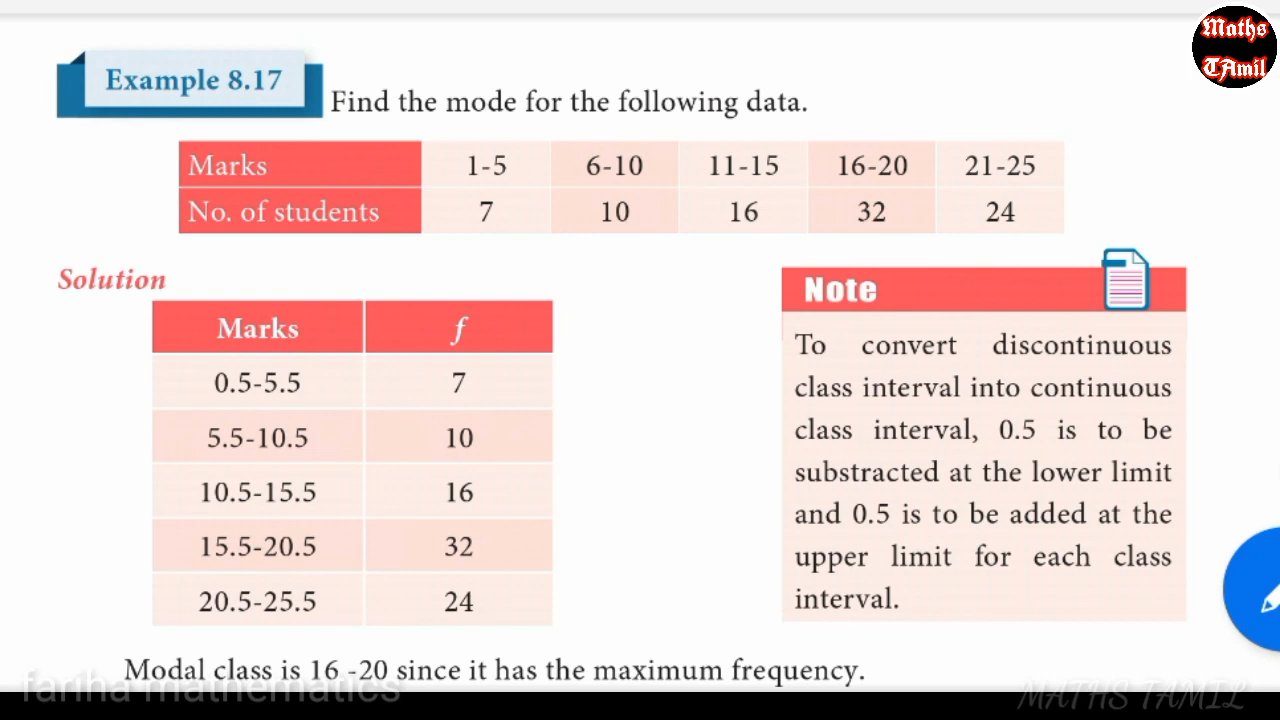 Maths
TAmil
Example 8.17
Find the mode for the following data.
Marks 1-5 6-10 11-15 16-20 21-25
No. of students 7 10 16 32 24
Solution
Marks f
0.5-5.5 7
5.5-10.5 10
10.5-15.5 16
15.5-20.5 32
20.5-25.5 24
Note
To convert discontinuous
class interval into continuous
class interval, 0.5 is to be
substracted at the lower limit
and 0.5 is to be added at the
upper limit for each class
interval.
Modal class is 16 -20 since it has the maximum frequency.
fariha mathematics
MATHS TAMIL